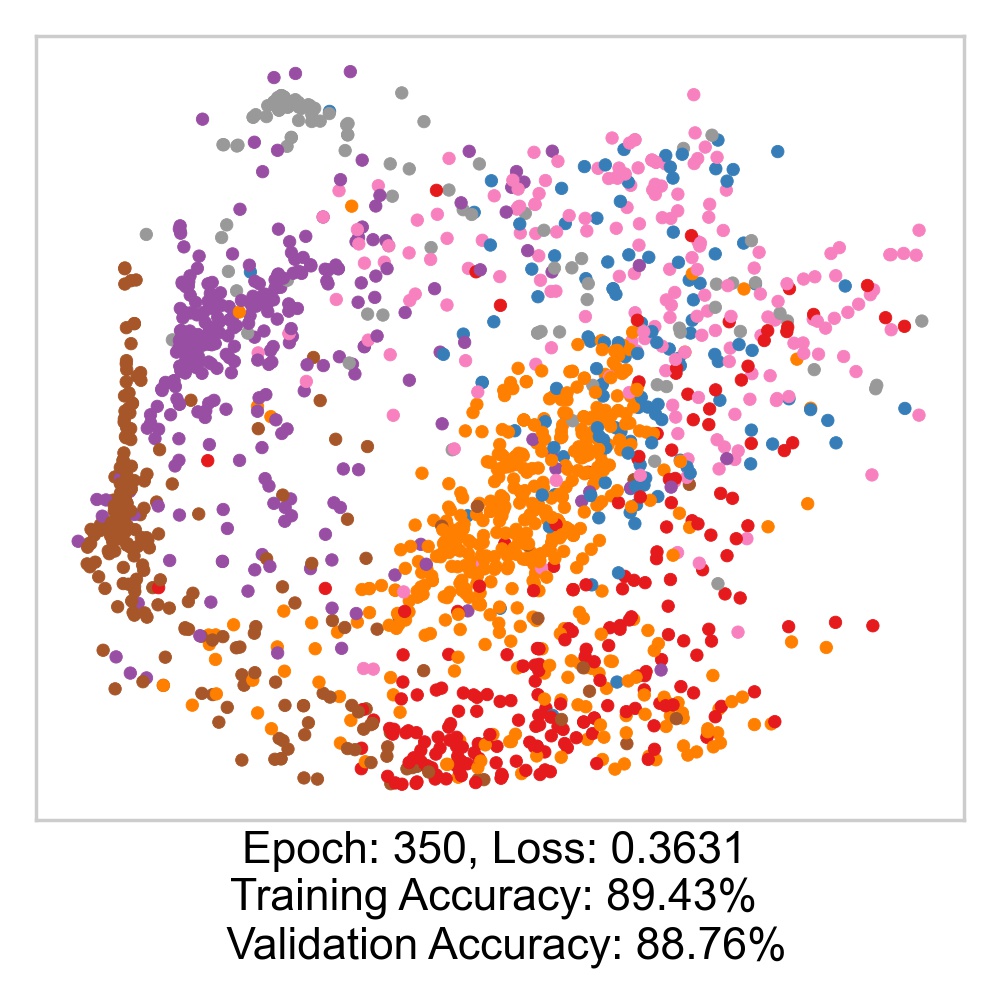 Epoch: 350, Loss: 0.3631
Training Accuracy: 89.43%
Validation Accuracy: 88.76%